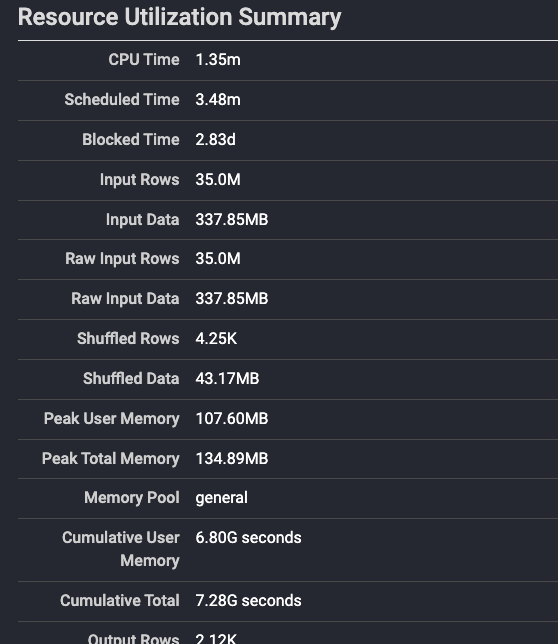 Resource Utilization Summary
CPU Time 1.35m
Scheduled Time 3.48m
Blocked Time 2.83d
Input Rows 35.0M
Input Data 337.85MB
Raw Input Rows 35.0M
Raw Input Data 337.85MB
Shuffled Rows 4.25K
Shuffled Data 43.17MB
Peak User Memory 107.60MB
Peak Total Memory 134.89MB
Memory Pool general
Cumulative User 6.80G seconds
Memory
Cumulative Total 7.28G seconds
Output Rows 2.12K